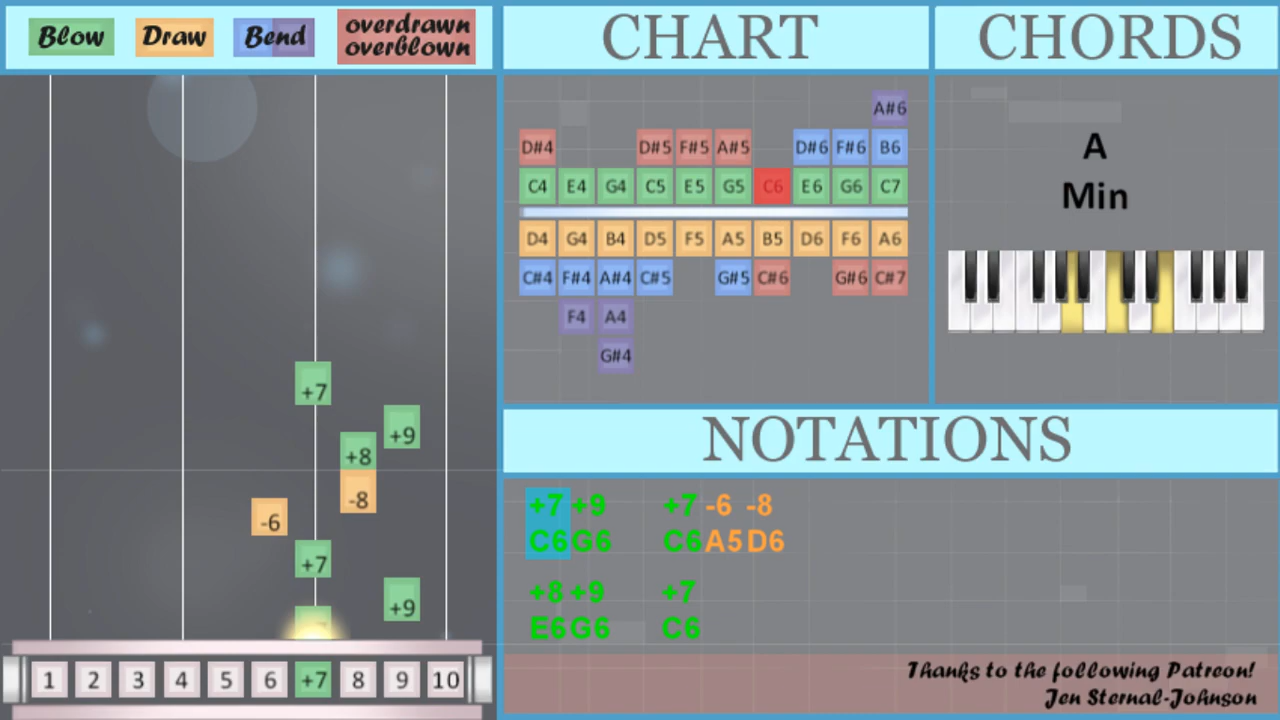 Blow Draw Bend overdrawn
overblown
CHART
CHORDS
A#6
D#4 D#5 F#5 A#5 D#6 F#6 B6
C4 E4 G4 C5 E5 G5 C6 E6 G6 C7
D4 G4 B4 D5 F5 A5 B5 D6 F6 A6
C#4 F#4 A#4 C#5 G#5 C#6 G#6 C#7
F4 A4
G#4
A
Min
+7
+9
+8
-8
-6
+7
+9
1 2 3 4 5 6 +7 8 9 10
NOTATIONS
+7 +9 +7 -6 -8
C6 G6 C6 A5 D6
+8 +9 +7
E6 G6 C6
Thanks to the following Patreon!
Jen Sternal-Johnson